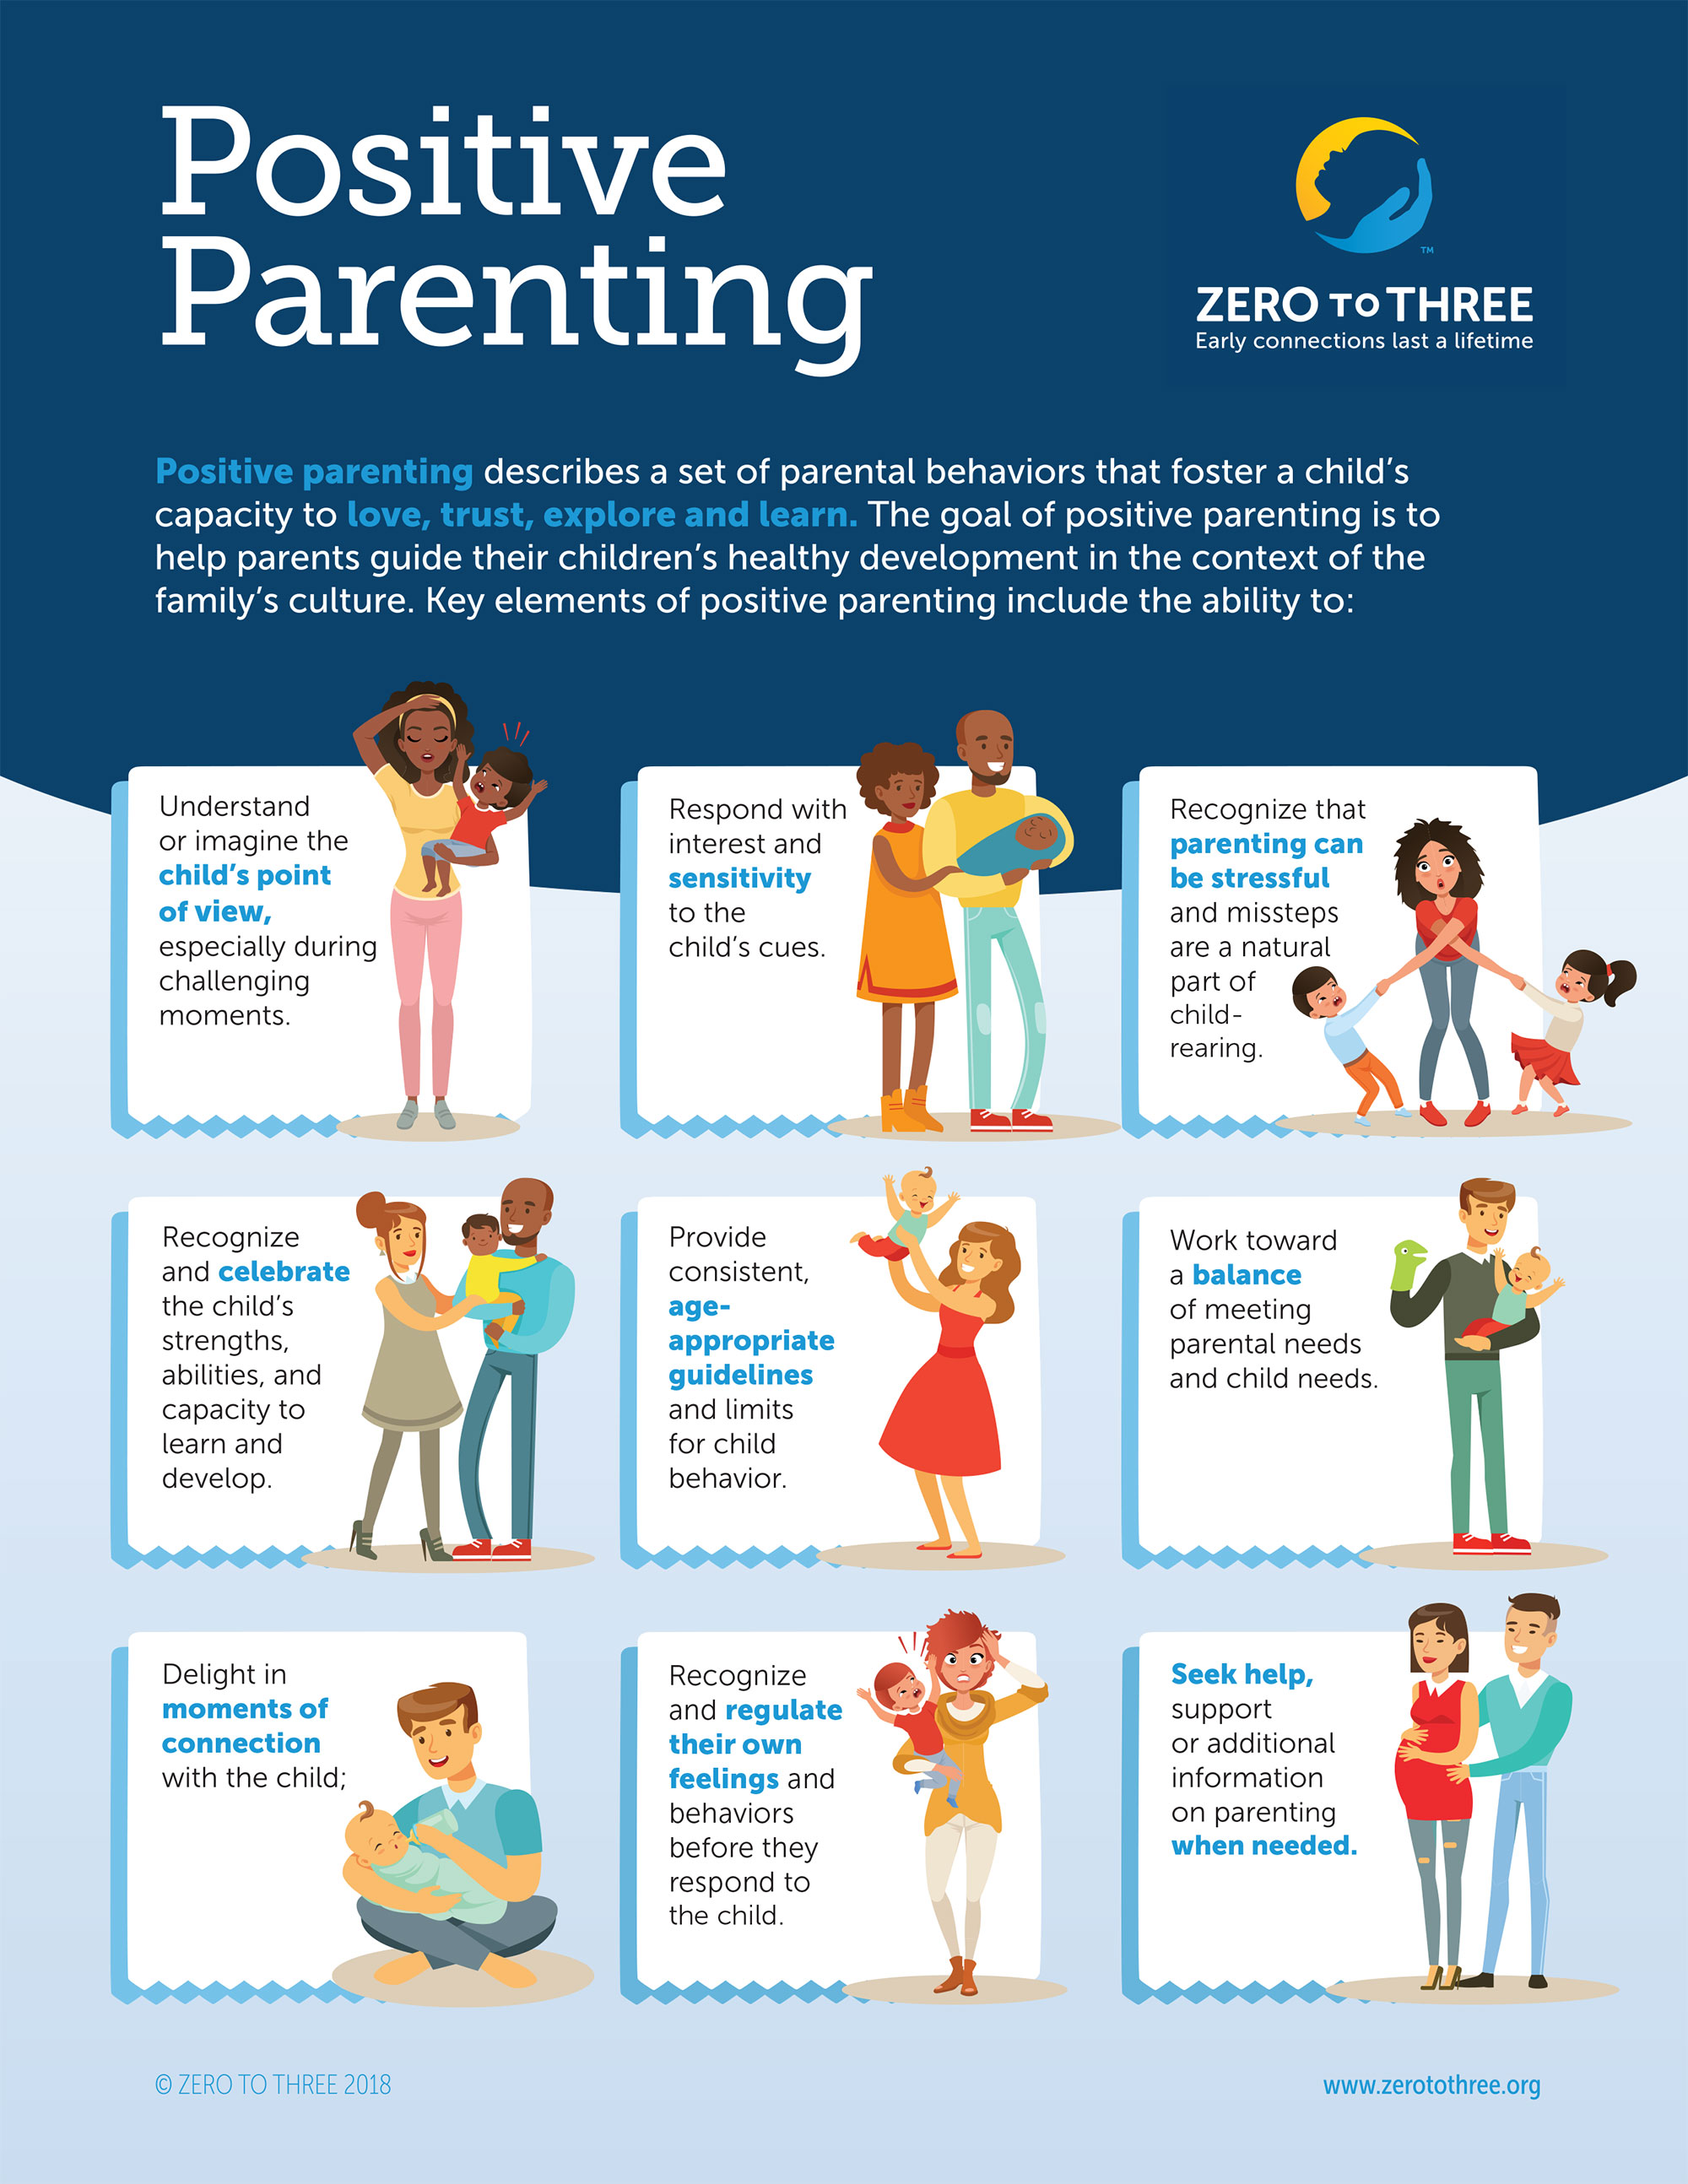 Positive
Parenting
™
ZERO TO THREE
Early connections last a lifetime
Positive parenting describes a set of parental behaviors that foster a child’s
capacity to love, trust, explore and learn. The goal of positive parenting is to
help parents guide their children’s healthy development in the context of the
family’s culture. Key elements of positive parenting include the ability to:
Understand
or imagine the
child’s point
of view,
especially during
challenging
moments.
Respond with
interest and
sensitivity
to the
child’s cues.
Recognize that
parenting can
be stressful
and missteps
are a natural
part of
child-
rearing.
Recognize
and celebrate
the child’s
strengths,
abilities, and
capacity to
learn and
develop.
Provide
consistent,
age-
appropriate
guidelines
and limits
for child
behavior.
Work toward
a balance
of meeting
parental needs
and child needs.
Delight in
moments of
connection
with the child;
Recognize
and regulate
their own
feelings and
behaviors
before they
respond to
the child.
Seek help,
support
or additional
information
on parenting
when needed.
© ZERO TO THREE 2018
www.zerotothree.org